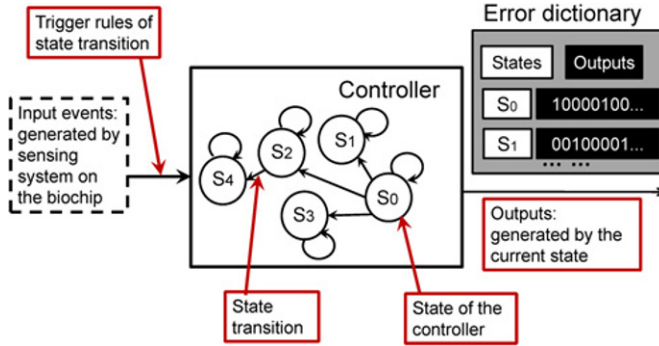 Trigger rules of
state transition
Error dictionary
States
Outputs
S0
10000100...
S1
00100001...
... ...
Input events:
generated by
sensing
system on
the biochip
Controller
S1
S2
S4
S0
S3
Outputs:
generated by the
current state
State
transition
State of the
controller